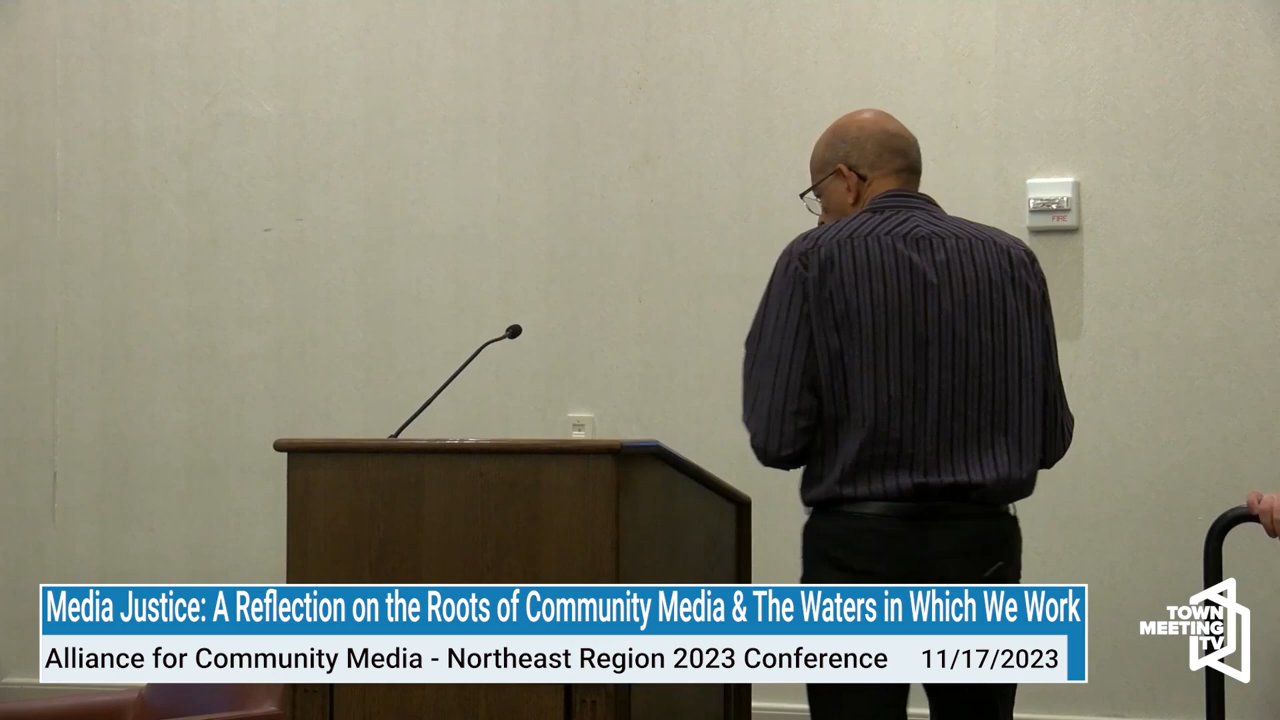 FIRE
Media Justice: A Reflection on the Roots of Community Media & The Waters in Which We Work
Alliance for Community Media - Northeast Region 2023 Conference 11/17/2023
TOWN
MEETING
TV